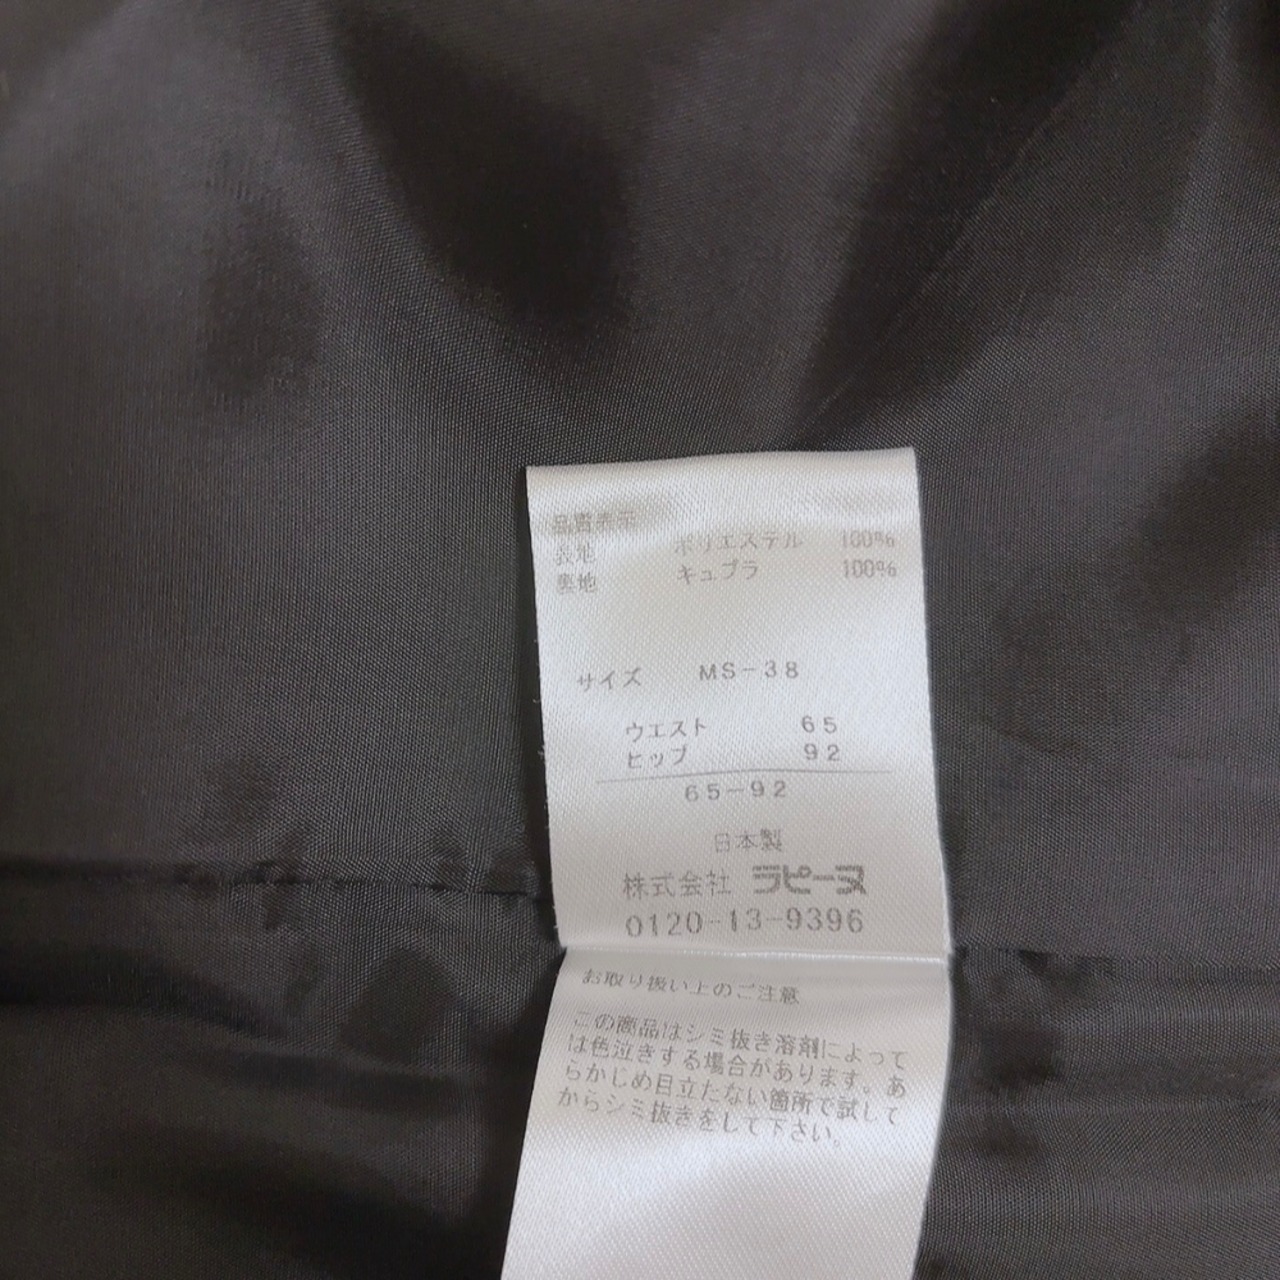 品質表示
表地 ポリエステル 100%
裏地 キュプラ 100%
サイズ MS-38
ウエスト 65
ヒップ 92
65-92
日本製
株式会社 ラピーヌ
0120-13-9396
お取り扱い上のご注意
この商品はシミ抜き溶剤によって
は色泣きする場合があります。あ
らかじめ目立たない箇所で試して
からシミ抜きをして下さい。